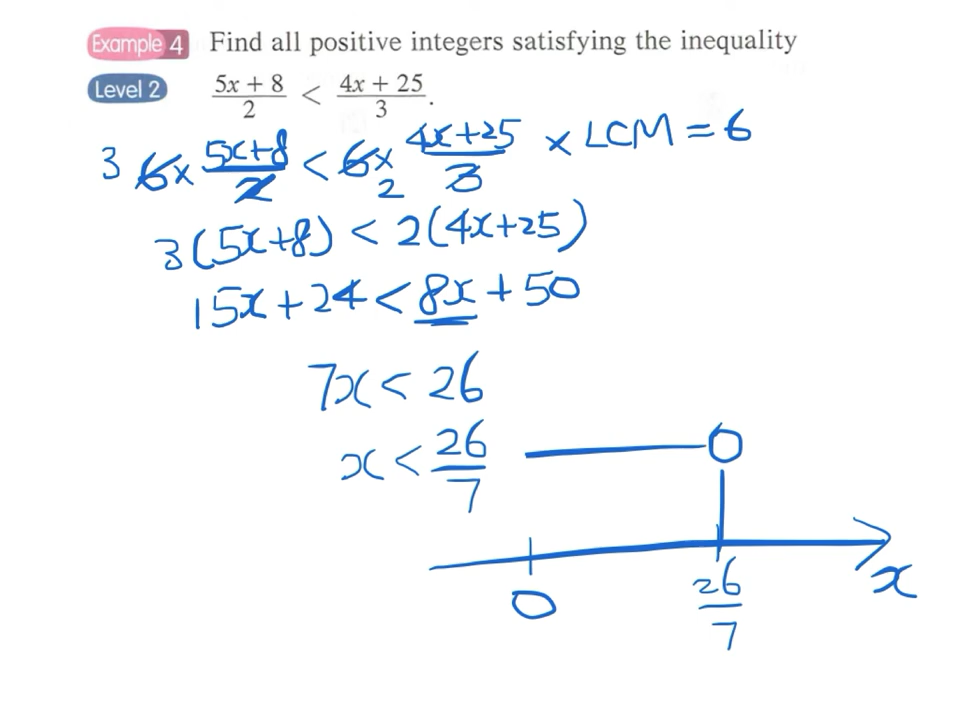 Example 4 Find all positive integers satisfying the inequality
Level 2 (5x + 8)/2 < (4x + 25)/3.
3 6 × (5x+8)/2 < 6 × 2 (4x+25)/3 × LCM = 6
3(5x+8) < 2(4x+25)
15x + 24 < 8x + 50
7x < 26
x < 26/7
0 26/7 x